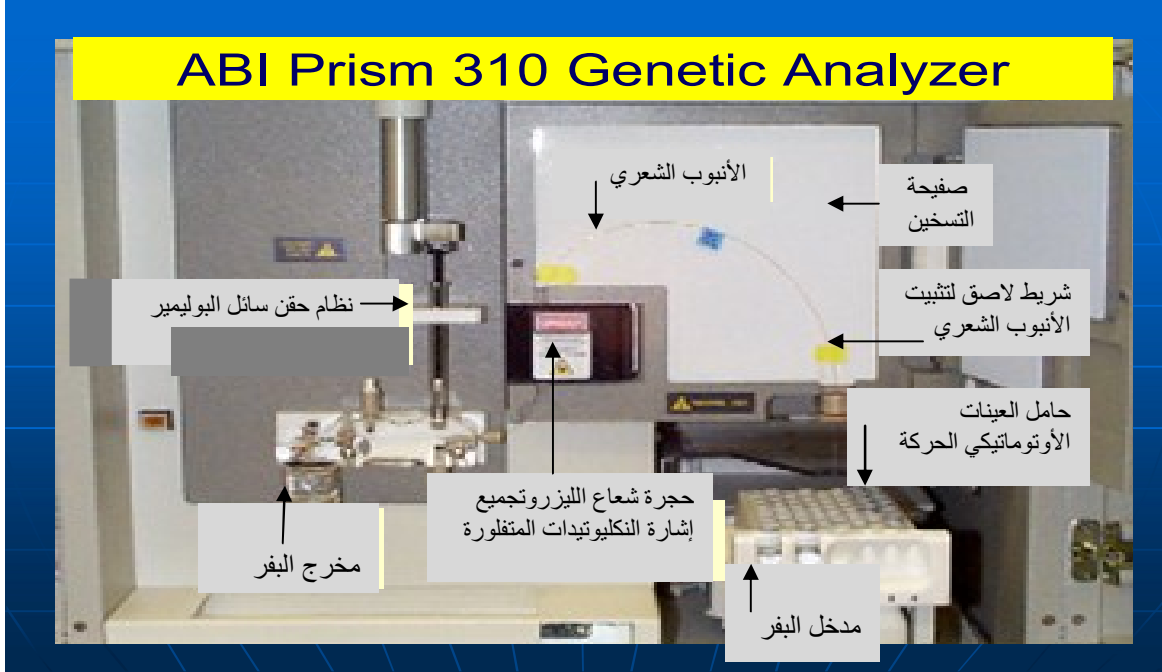 ABI Prism 310 Genetic Analyzer
الأنبوب الشعري
صفيحة
التسخين
نظام حقن سائل البوليمير
شريط لاصق لتثبيت
الأنبوب الشعري
حامل العينات
الأوتوماتيكي الحركة
حجرة شعاع الليزروتجميع
إشارة النكليوتيدات المتفلورة
مخرج البفر
مدخل البفر